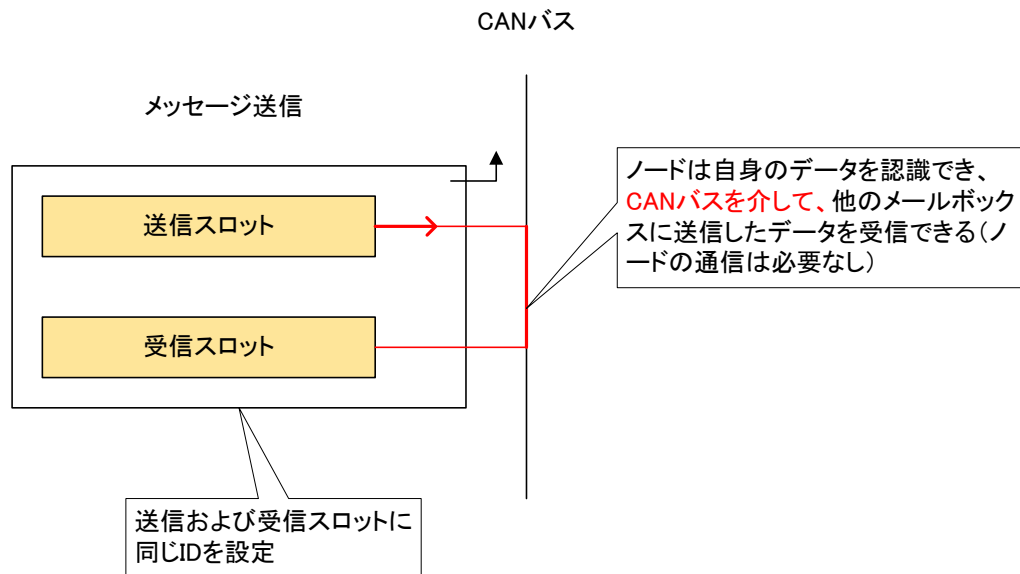 CANバス
メッセージ送信
ノードは自身のデータを認識でき、
CANバスを介して、他のメールボック
スに送信したデータを受信できる(ノ
ードの通信は必要なし)
送信スロット
受信スロット
送信および受信スロットに
同じIDを設定